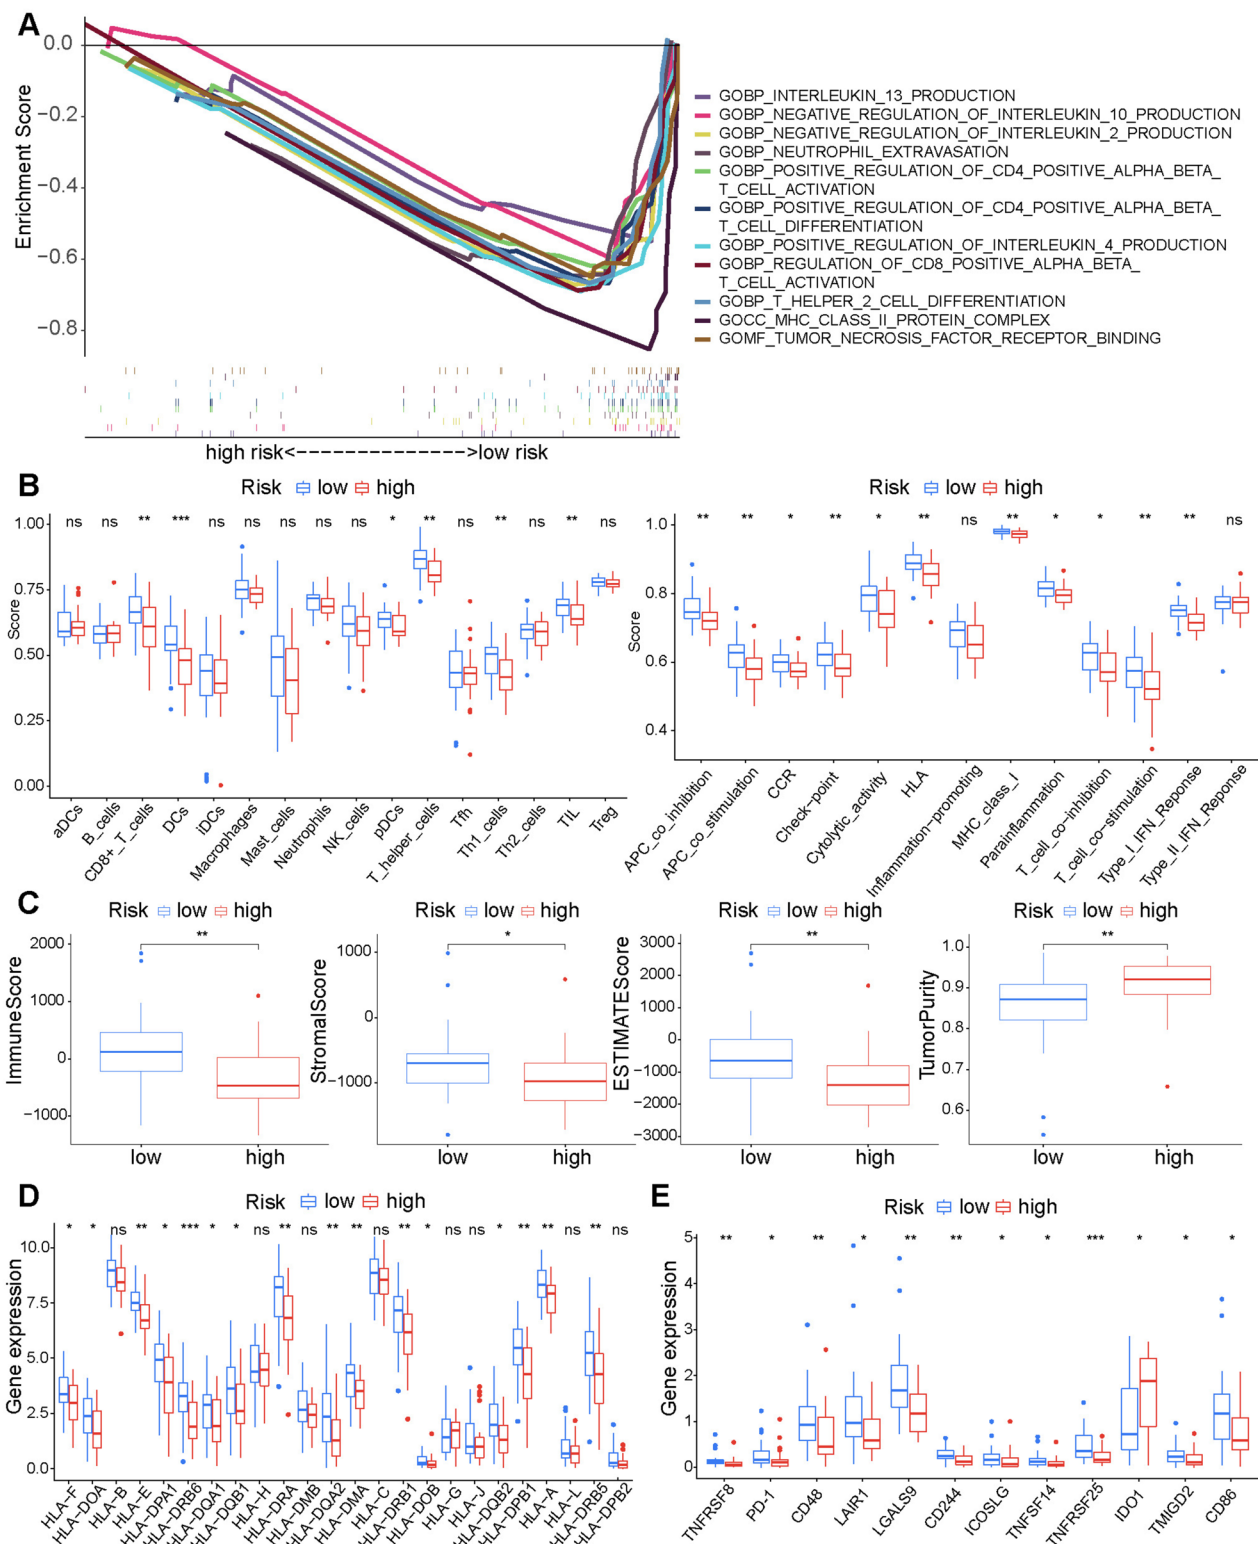 A
0.0
−0.2
−0.4
−0.6
−0.8
Enrichment Score
GOBP_INTERLEUKIN_13_PRODUCTION
GOBP_NEGATIVE_REGULATION_OF_INTERLEUKIN_10_PRODUCTION
GOBP_NEGATIVE_REGULATION_OF_INTERLEUKIN_2_PRODUCTION
GOBP_NEUTROPHIL_EXTRAVASATION
GOBP_POSITIVE_REGULATION_OF_CD4_POSITIVE_ALPHA_BETA_
T_CELL_ACTIVATION
GOBP_POSITIVE_REGULATION_OF_CD4_POSITIVE_ALPHA_BETA_
T_CELL_DIFFERENTIATION
GOBP_POSITIVE_REGULATION_OF_INTERLEUKIN_4_PRODUCTION
GOBP_REGULATION_OF_CD8_POSITIVE_ALPHA_BETA_
T_CELL_ACTIVATION
GOBP_T_HELPER_2_CELL_DIFFERENTIATION
GOCC_MHC_CLASS_II_PROTEIN_COMPLEX
GOMF_TUMOR_NECROSIS_FACTOR_RECEPTOR_BINDING
high risk<-------------->low risk
B
Risk low high
ns ns ** *** ns ns ns ns ns * ** ns ** ns ** ns
1.00
0.75
0.50
0.25
0.00
Score
aDCs
B_cells
CD8+_T_cells
DCs
iDCs
Macrophages
Mast_cells
Neutrophils
NK_cells
pDCs
T_helper_cells
Tfh
Th1_cells
Th2_cells
TIL
Treg
Risk low high
** ** * ** * ** ns ** * * ** ** ns
1.0
0.8
0.6
0.4
Score
APC_co_inhibition
APC_co_stimulation
CCR
Check−point
Cytolytic_activity
HLA
Inflammation−promoting
MHC_class_I
Parainflammation
T_cell_co−inhibition
T_cell_co−stimulation
Type_I_IFN_Reponse
Type_II_IFN_Reponse
C
Risk low high
**
2000
1000
0
−1000
ImmuneScore
low high
Risk low high
*
1000
0
−1000
StromalScore
low high
Risk low high
**
3000
2000
1000
0
−1000
−2000
−3000
ESTIMATEScore
low high
Risk low high
**
1.0
0.9
0.8
0.7
0.6
TumorPurity
low high
D
Risk low high
* * ns ** * *** * * ns ** ns ** ** ns ** * ns ns * ** ** ns ** ns
10.0
7.5
5.0
2.5
0.0
Gene expression
HLA−F
HLA−DOA
HLA−B
HLA−E
HLA−DPA1
HLA−DRB6
HLA−DQA1
HLA−DQB1
HLA−H
HLA−DRA
HLA−DMB
HLA−DQA2
HLA−DMA
HLA−C
HLA−DRB1
HLA−DOB
HLA−G
HLA−J
HLA−DQB2
HLA−DPB1
HLA−A
HLA−L
HLA−DRB5
HLA−DPB2
E
Risk low high
** * ** * ** ** * * *** * * *
5
4
3
2
1
0
Gene expression
TNFRSF8
PD-1
CD48
LAIR1
LGALS9
CD244
ICOSLG
TNFSF14
TNFRSF25
IDO1
TMIGD2
CD86